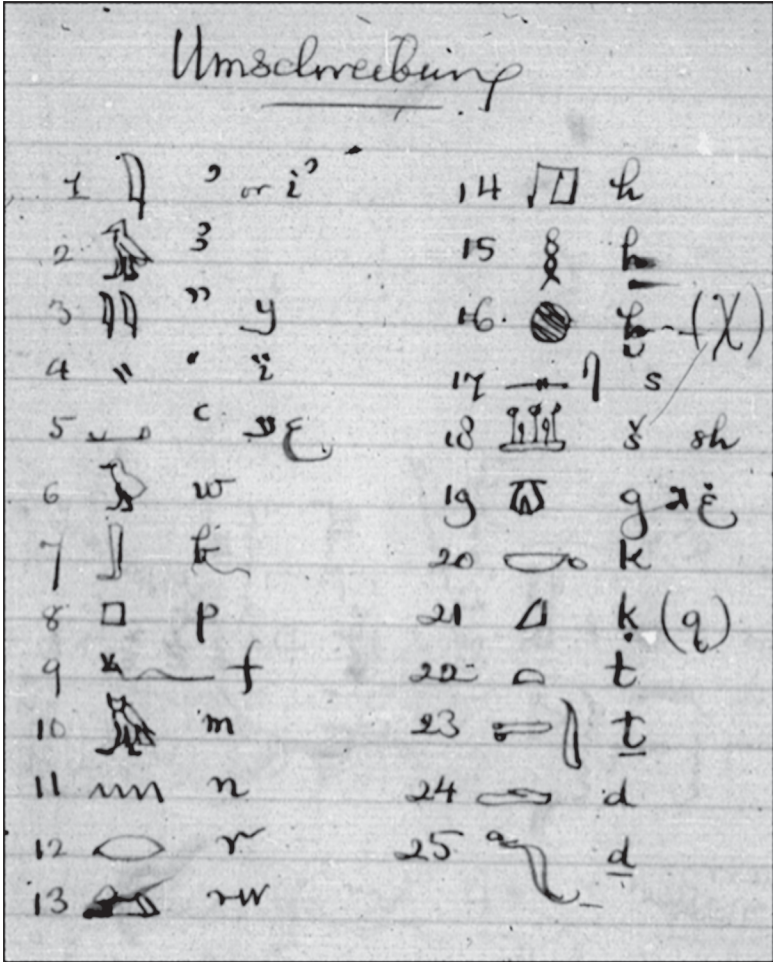 Umschreibung
1 𓇋 ’ or i’
2 𓄿 ꜣ
3 𓇋𓇋 ” y
4 " " ï
5 𓂝 ꜥ
6 𓅱 w
7 𓃀 b
8 𓊪 p
9 𓆑 f
10 𓅓 m
11 𓈖 n
12 𓂋 r
13 𓃭 rw
14 𓉔 h
15 𓎛 ḥ
16 𓐍 ḫ (χ)
17 𓊃 𓋴 s
18 𓆷 š sh
19 𓎼 g
20 𓎡 k
21 𓈎 ḳ (q)
22 𓏏 t
23 𓍿 ṯ
24 𓂧 d
25 𓆓 ḏ